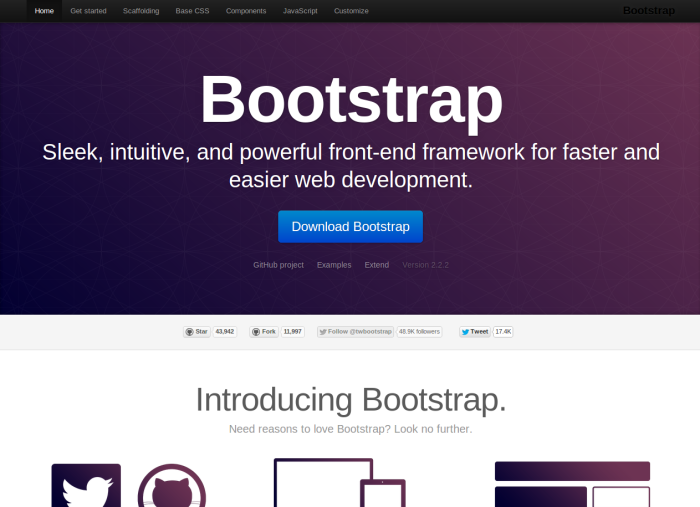 Home Get started Scaffolding Base CSS Components JavaScript Customize Bootstrap
Bootstrap
Sleek, intuitive, and powerful front-end framework for faster and
easier web development.
Download Bootstrap
GitHub project Examples Extend Version 2.2.2
Star 43,942 Fork 11,997 Follow @twbootstrap 48.9K followers Tweet 17.4K
Introducing Bootstrap.
Need reasons to love Bootstrap? Look no further.